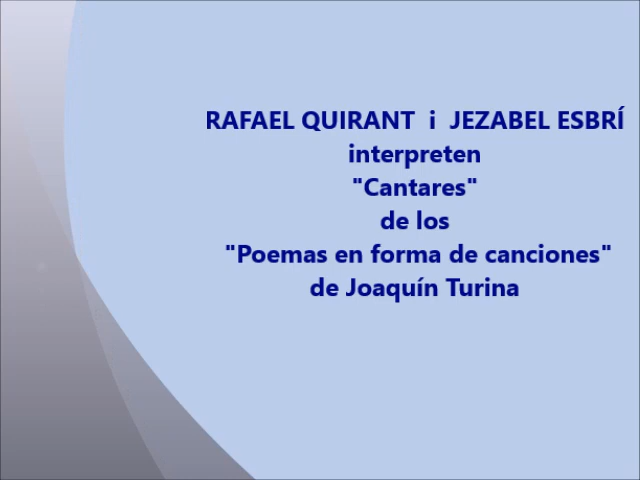 RAFAEL QUIRANT i JEZABEL ESBRÍ
interpreten
"Cantares"
de los
"Poemas en forma de canciones"
de Joaquín Turina